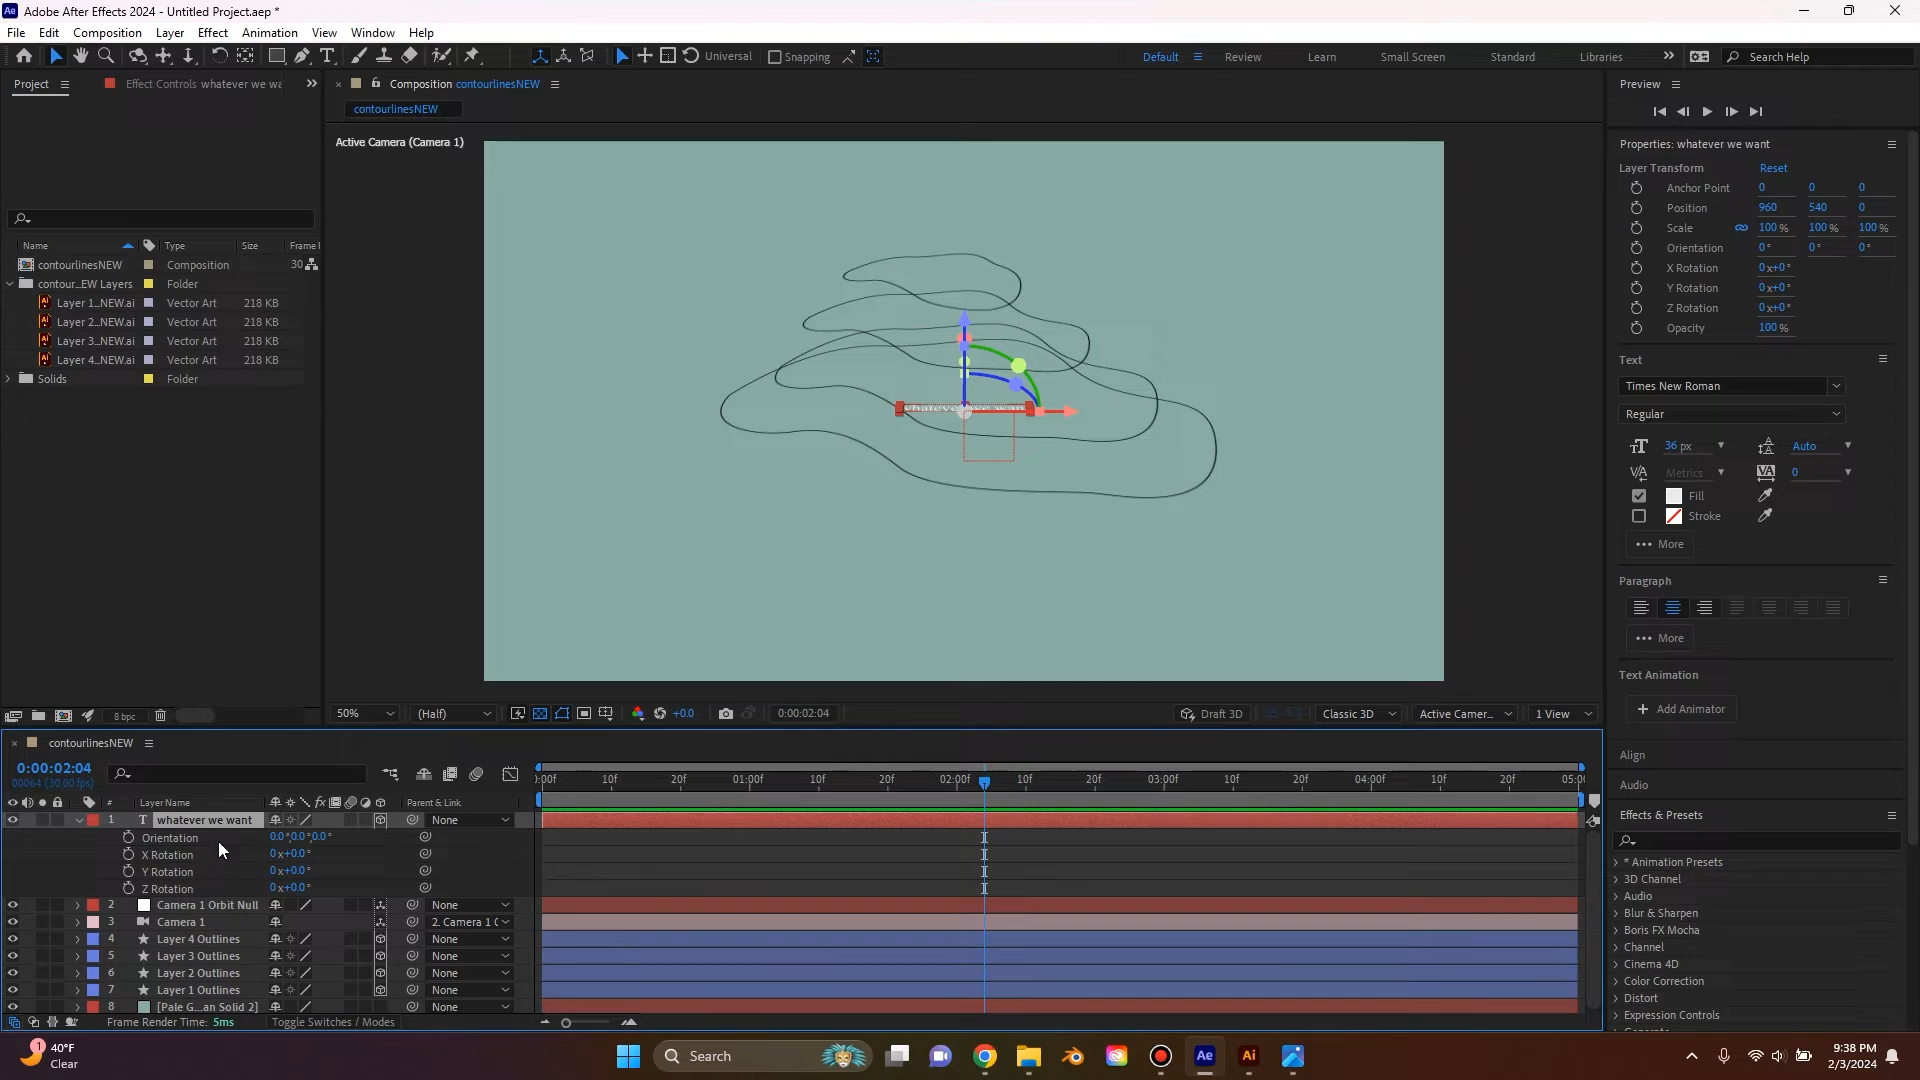 Adobe After Effects 2024 - Untitled Project.aep *
File Edit Composition Layer Effect Animation View Window Help
Universal Snapping Default Review Learn Small Screen Standard Libraries Search Help
Project Effect Controls whatever we wa
Composition contourlinesNEW
contourlinesNEW
Active Camera (Camera 1)
Name Type Size Frame
contourlinesNEW Composition 30
contour...EW Layers Folder
Layer 1...NEW.ai Vector Art 218 KB
Layer 2...NEW.ai Vector Art 218 KB
Layer 3...NEW.ai Vector Art 218 KB
Layer 4...NEW.ai Vector Art 218 KB
Solids Folder
8 bpc
50% (Half) +0.0 0:00:02:04 Draft 3D Classic 3D Active Camer... 1 View
Preview
Properties: whatever we want
Layer Transform Reset
Anchor Point 0 0 0
Position 960 540 0
Scale 100 % 100 % 100 %
Orientation 0° 0° 0°
X Rotation 0x+0°
Y Rotation 0x+0°
Z Rotation 0x+0°
Opacity 100 %
Text
Times New Roman
Regular
36 px Auto
Metrics 0
Fill
Stroke
More
Paragraph
More
Text Animation
Add Animator
Align
Audio
Effects & Presets
* Animation Presets
3D Channel
Audio
Blur & Sharpen
Boris FX Mocha
Channel
Cinema 4D
Color Correction
Distort
Expression Controls
contourlinesNEW
0:00:02:04
00064 (30.00 fps)
:00f 10f 20f 01:00f 10f 20f 02:00f 10f 20f 03:00f 10f 20f 04:00f 10f 20f 05:0
# Layer Name Parent & Link
1 T whatever we want None
Orientation 0.0°,0.0°,0.0°
X Rotation 0x+0.0°
Y Rotation 0x+0.0°
Z Rotation 0x+0.0°
2 Camera 1 Orbit Null None
3 Camera 1 2. Camera 1 (
4 Layer 4 Outlines None
5 Layer 3 Outlines None
6 Layer 2 Outlines None
7 Layer 1 Outlines None
8 [Pale G...an Solid 2] None
Frame Render Time: 5ms Toggle Switches / Modes
1 40°F
Clear
Search
Ae Ai
9:38 PM
2/3/2024